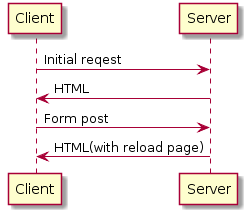 Client Server
Initial reqest
HTML
Form post
HTML(with reload page)
Client Server